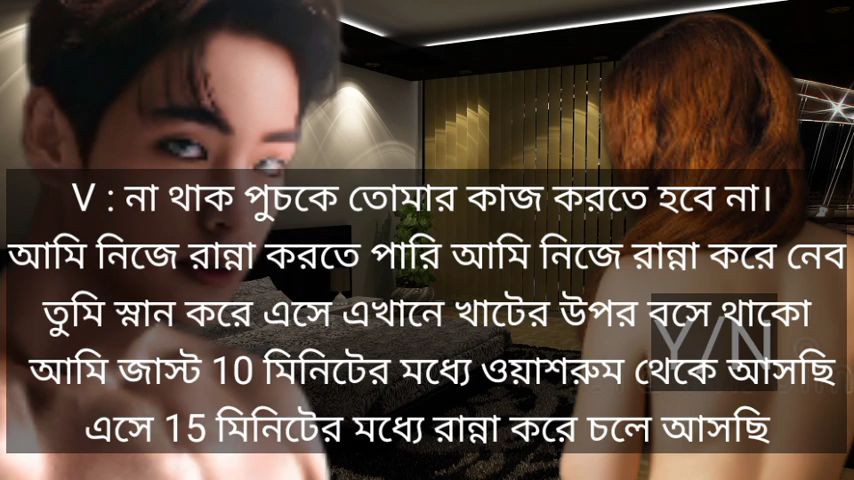 V : না থাক পুচকে তোমার কাজ করতে হবে না।
আমি নিজে রান্না করতে পারি আমি নিজে রান্না করে নেব
তুমি স্নান করে এসে এখানে খাটের উপর বসে থাকো
আমি জাস্ট 10 মিনিটের মধ্যে ওয়াশরুম থেকে আসছি
এসে 15 মিনিটের মধ্যে রান্না করে চলে আসছি
Y/N